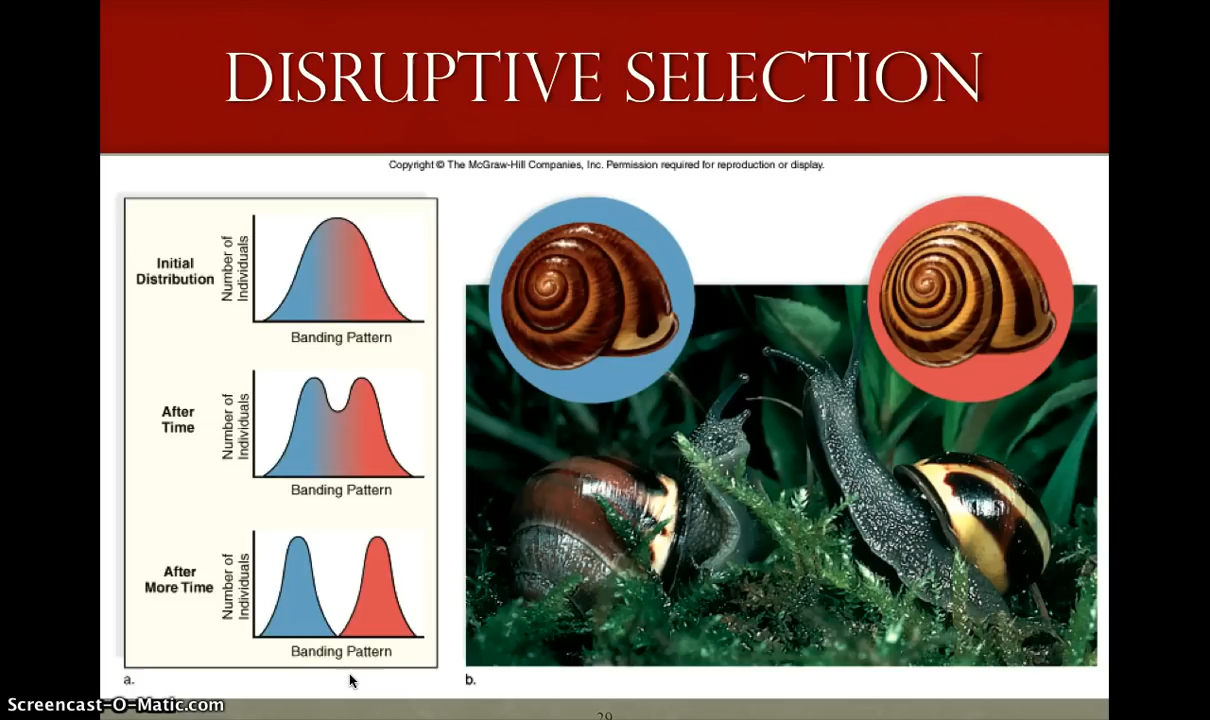 DISRUPTIVE SELECTION
Copyright © The McGraw-Hill Companies, Inc. Permission required for reproduction or display.
Initial
Distribution
Number of
Individuals
Banding Pattern
After
Time
Number of
Individuals
Banding Pattern
After
More Time
Number of
Individuals
Banding Pattern
a.
b.
29
Screencast-O-Matic.com